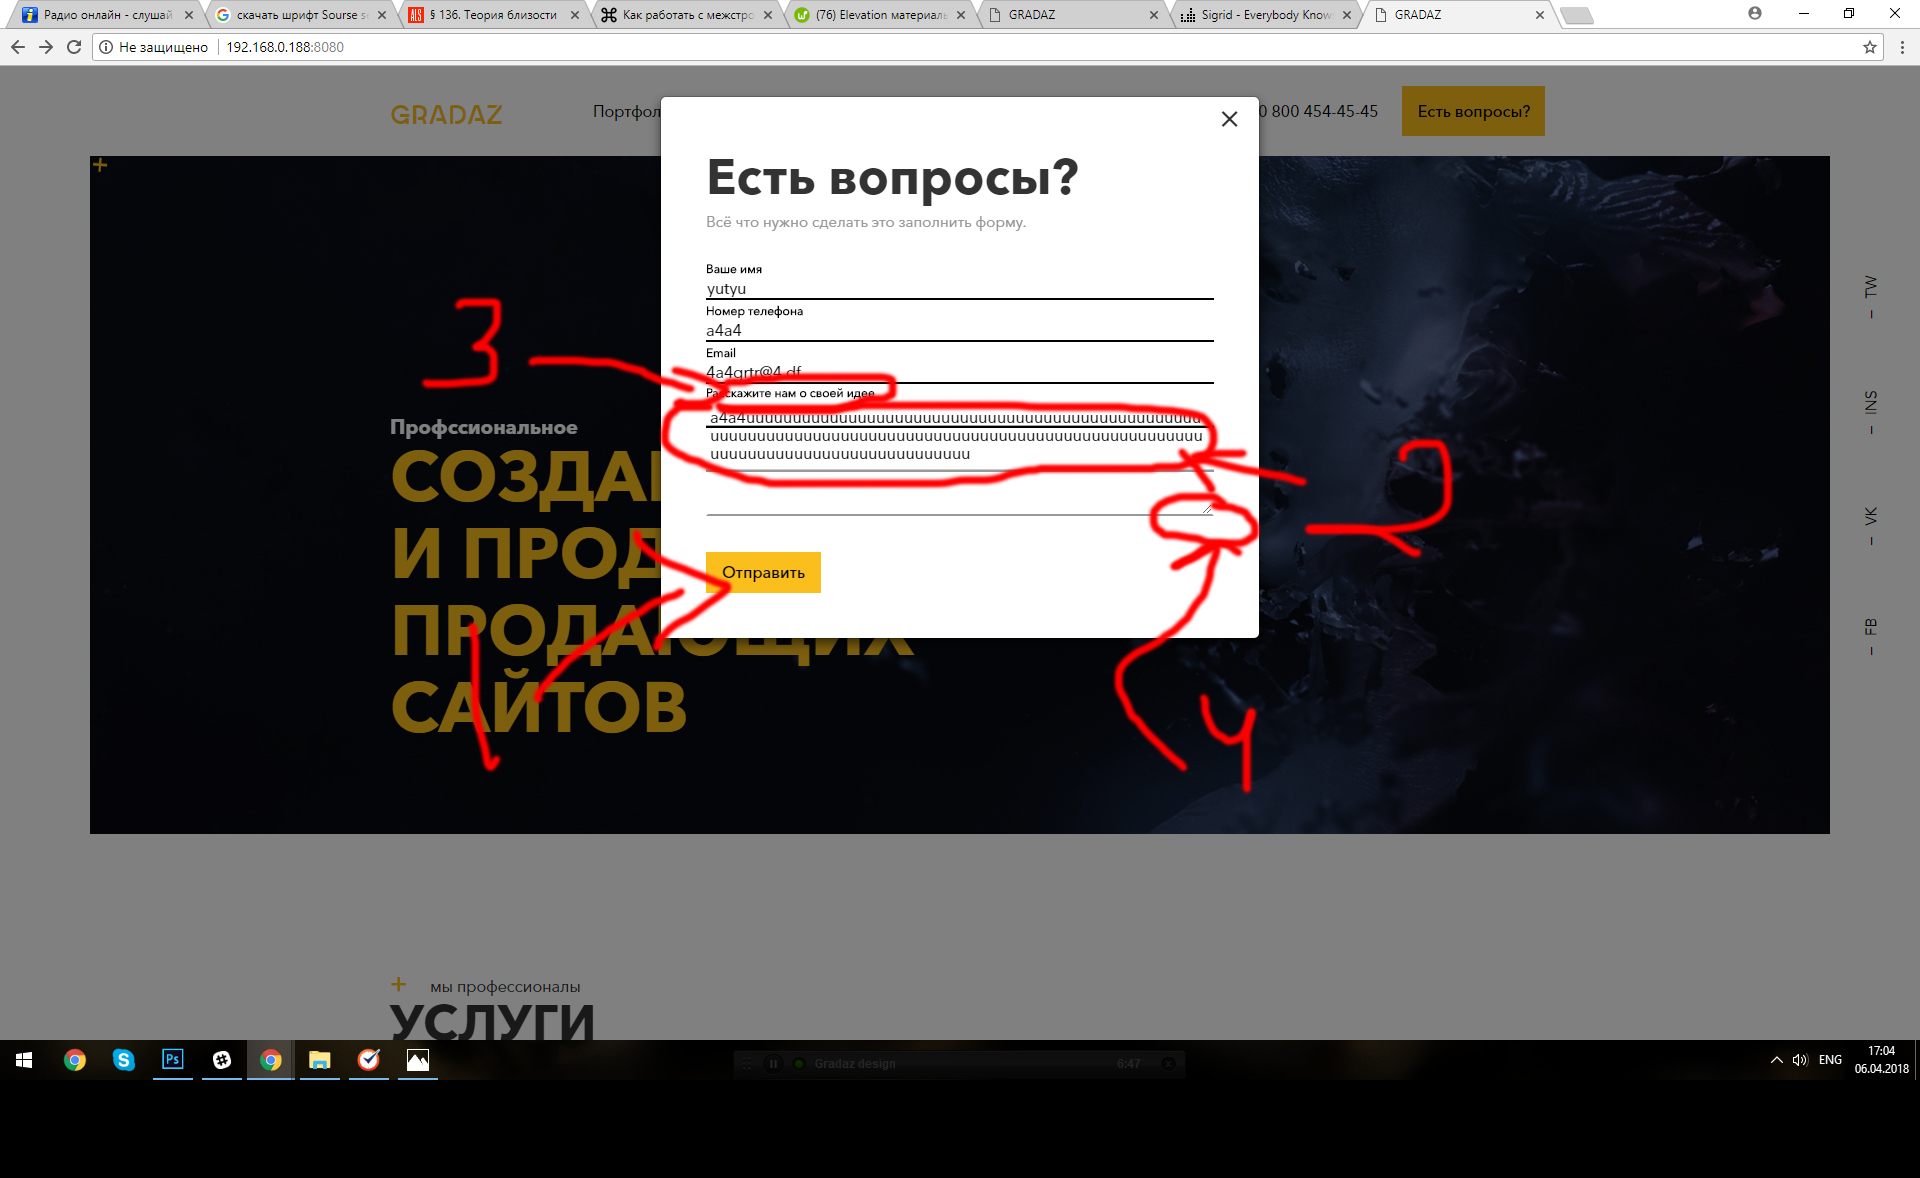 Радио онлайн - слушай
скачать шрифт Sourse s
§ 136. Теория близости
Как работать с межстро
(76) Elevation материаль
GRADAZ
Sigrid - Everybody Know
GRADAZ
Не защищено
192.168.0.188:8080
GRADAZ
Портфол
0 800 454-45-45
Есть вопросы?
Есть вопросы?
Всё что нужно сделать это заполнить форму.
Ваше имя
yutyu
Номер телефона
a4a4
Email
4a4grtr@4.df
Расскажите нам о своей идее
Отправить
3
2
1
4
Профссиональное
СОЗДА
И ПРОД
ПРОДАЮЩИХ
САЙТОВ
TW
INS
VK
FB
+
+ мы профессионалы
УСЛУГИ
Ps
Gradaz design
6:47
ENG
17:04
06.04.2018